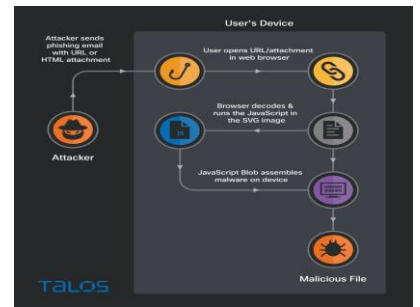 User's Device
Attacker sends
phishing email
with URL or
HTML attachment
User opens URL/attachment
in web browser
Browser decodes &
runs the JavaScript in
the SVG image
JS
Attacker
JavaScript Blob assembles
malware on device
Malicious File
TALOS